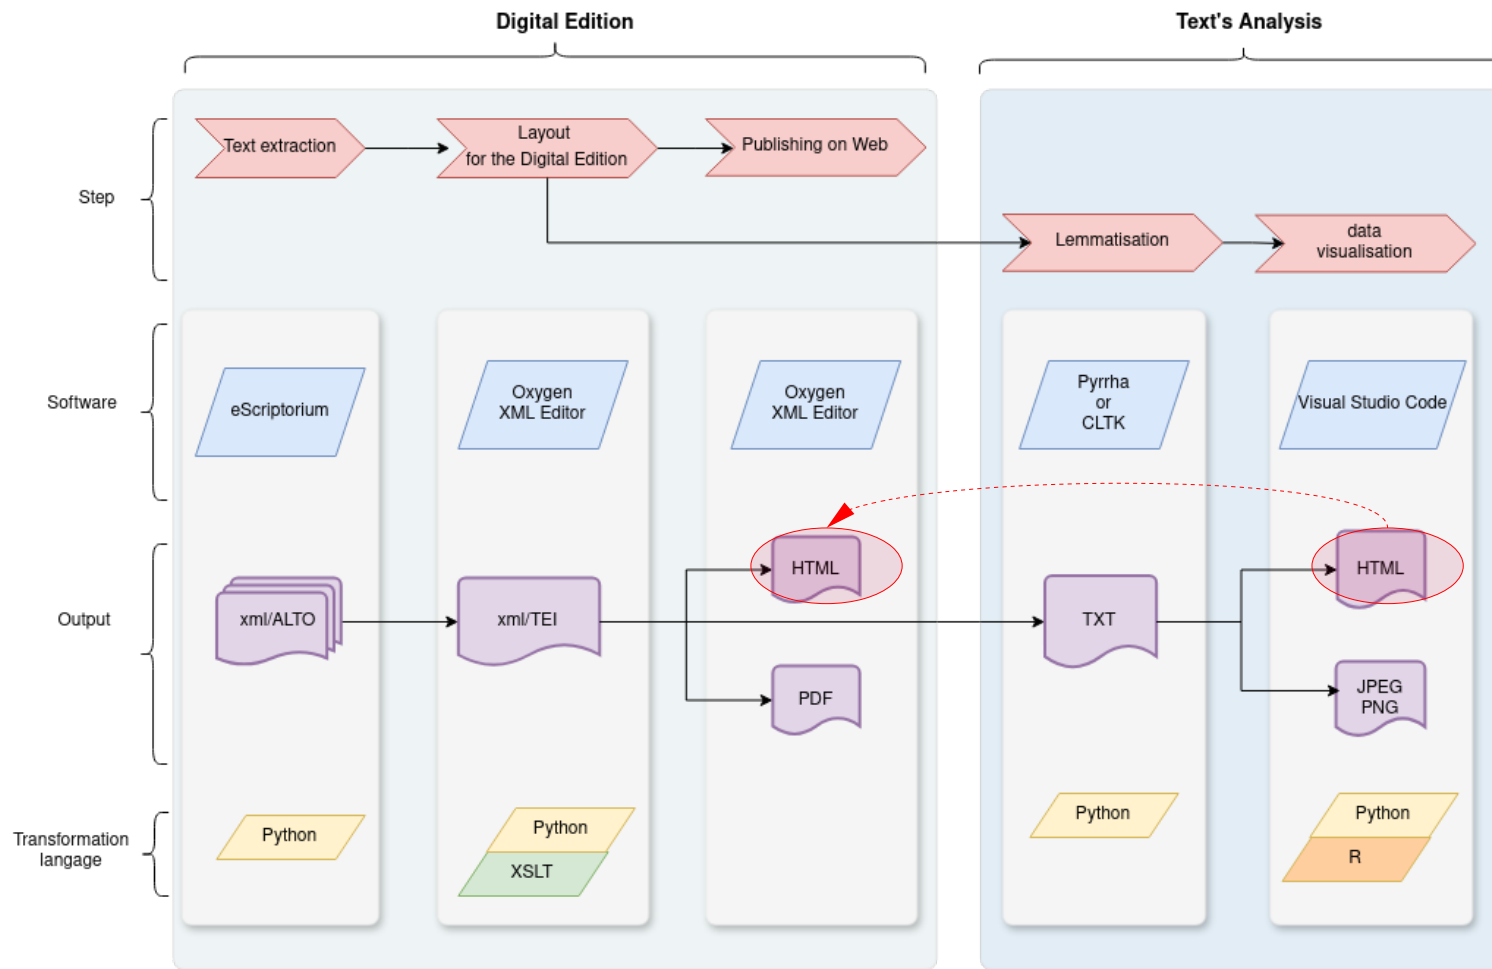 Digital Edition
Text's Analysis
Step
Text extraction
Layout
for the Digital Edition
Publishing on Web
Lemmatisation
data
visualisation
Software
eScriptorium
Oxygen
XML Editor
Oxygen
XML Editor
Pyrrha
or
CLTK
Visual Studio Code
Output
xml/ALTO
xml/TEI
HTML
PDF
TXT
HTML
JPEG
PNG
Transformation
langage
Python
Python
XSLT
Python
Python
R